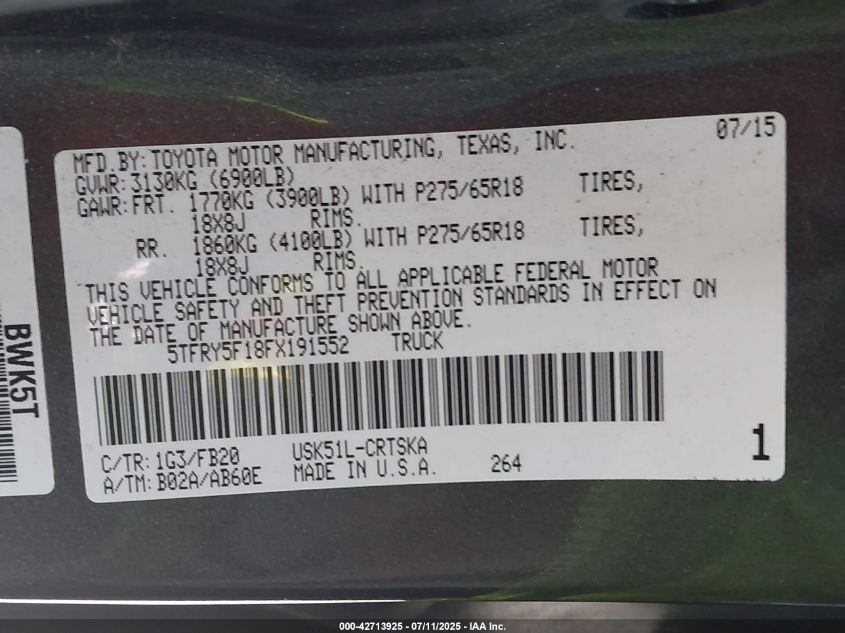 MFD.BY:TOYOTA MOTOR MANUFACTURING, TEXAS, INC. 07/15
GVWR:3130KG (6900LB)
GAWR:FRT. 1770KG (3900LB) WITH P275/65R18 TIRES,
18X8J RIMS.
RR. 1860KG (4100LB) WITH P275/65R18 TIRES,
18X8J RIMS.
THIS VEHICLE CONFORMS TO ALL APPLICABLE FEDERAL MOTOR
VEHICLE SAFETY AND THEFT PREVENTION STANDARDS IN EFFECT ON
THE DATE OF MANUFACTURE SHOWN ABOVE.
5TFRY5F18FX191552 TRUCK
C/TR:1G3/FB20 USK51L-CRTSKA
A/TM:B02A/AB60E MADE IN U.S.A. 264
1
BWK5T
000-42713925 - 07/11/2025 - IAA Inc.